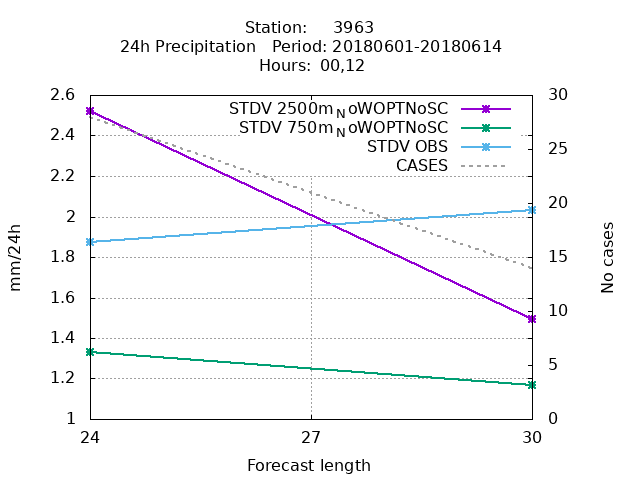 Station: 3963
24h Precipitation Period: 20180601-20180614
Hours: 00,12
STDV 2500mNoWOPTNoSC
STDV 750mNoWOPTNoSC
STDV OBS
CASES
2.6
2.4
2.2
2
1.8
1.6
1.4
1.2
1
30
25
20
15
10
5
0
mm/24h
No cases
24 27 30
Forecast length